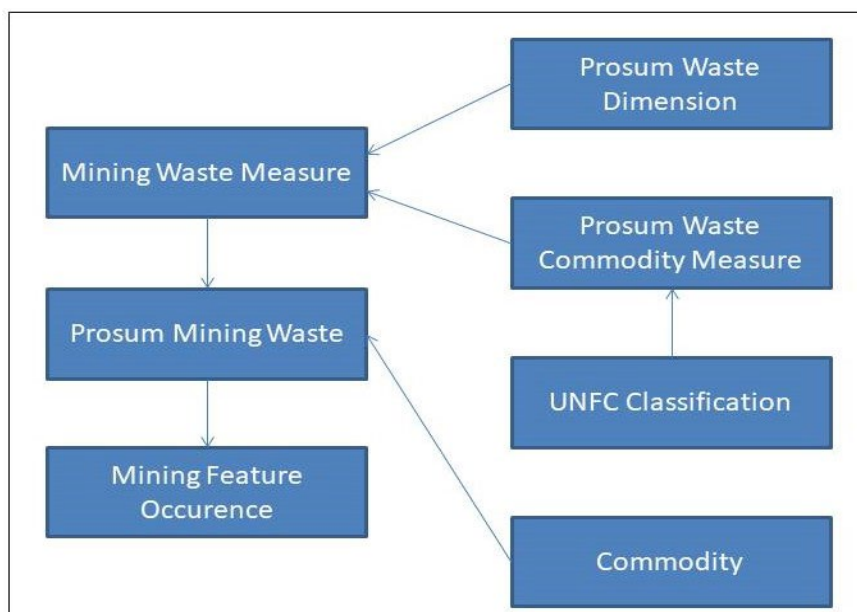 Prosum Waste
Dimension
Mining Waste Measure
Prosum Waste
Commodity Measure
Prosum Mining Waste
UNFC Classification
Mining Feature
Occurence
Commodity